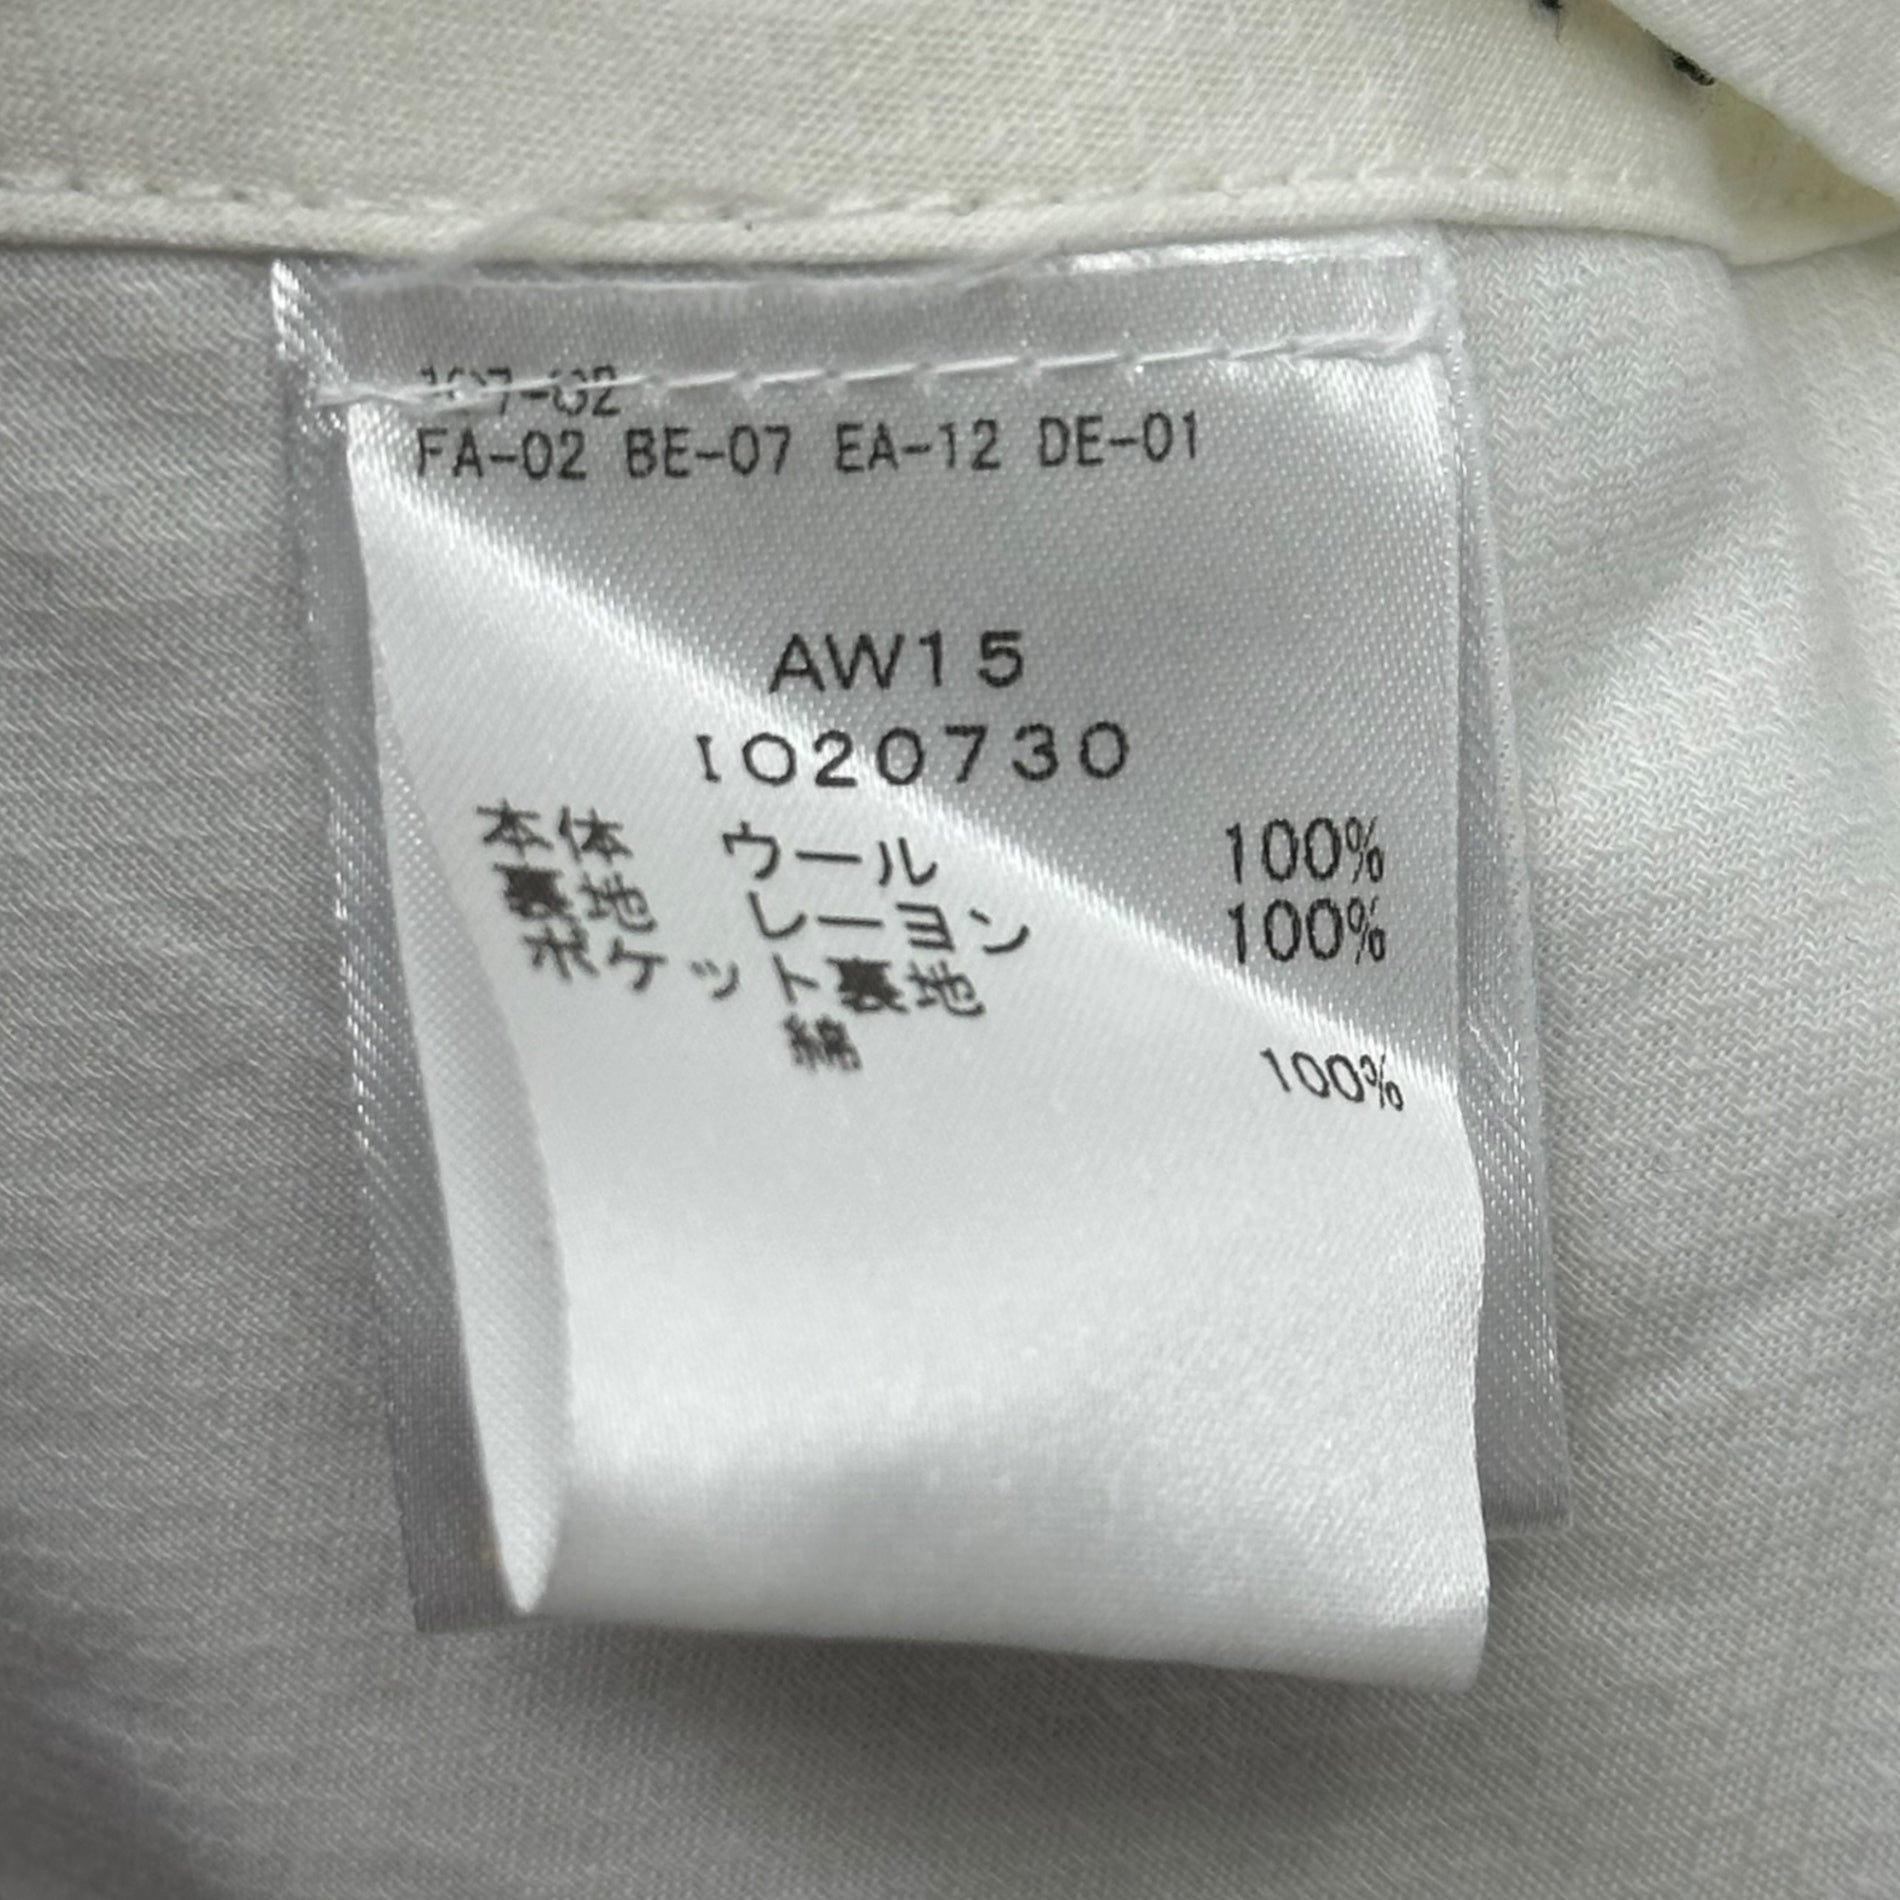 FA-02 BE-07 EA-12 DE-01
AW15
IO20730
本体 ウール 100%
裏地 レーヨン 100%
ポケット裏地
綿 100%